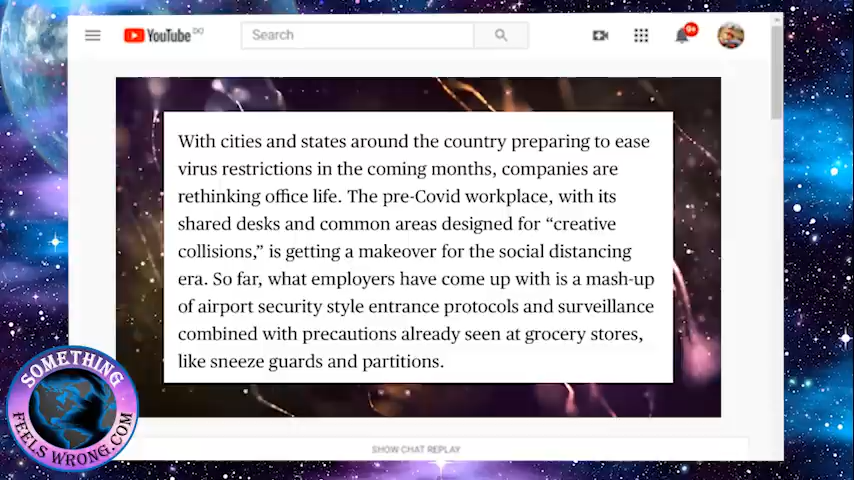 YouTube
Search
9+
With cities and states around the country preparing to ease
virus restrictions in the coming months, companies are
rethinking office life. The pre-Covid workplace, with its
shared desks and common areas designed for “creative
collisions,” is getting a makeover for the social distancing
era. So far, what employers have come up with is a mash-up
of airport security style entrance protocols and surveillance
combined with precautions already seen at grocery stores,
like sneeze guards and partitions.
SOMETHING
FEELS WRONG.COM
SHOW CHAT REPLAY